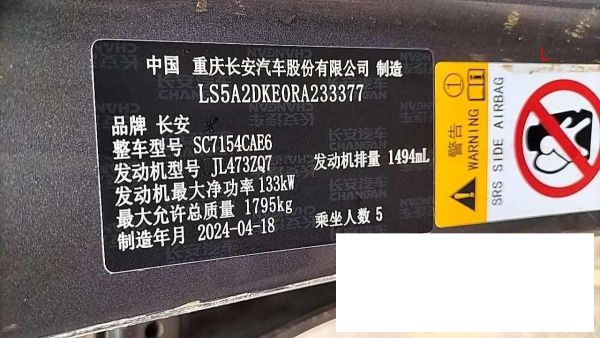 中国 重庆长安汽车股份有限公司 制造
LS5A2DKE0RA233377
品牌 长安
整车型号 SC7154CAE6
发动机型号 JL473ZQ7 发动机排量 1494mL
发动机最大净功率 133kW
最大允许总质量 1795kg
制造年月 2024-04-18 乘坐人数 5
警告
WARNING
SRS SIDE AIRBAG
L